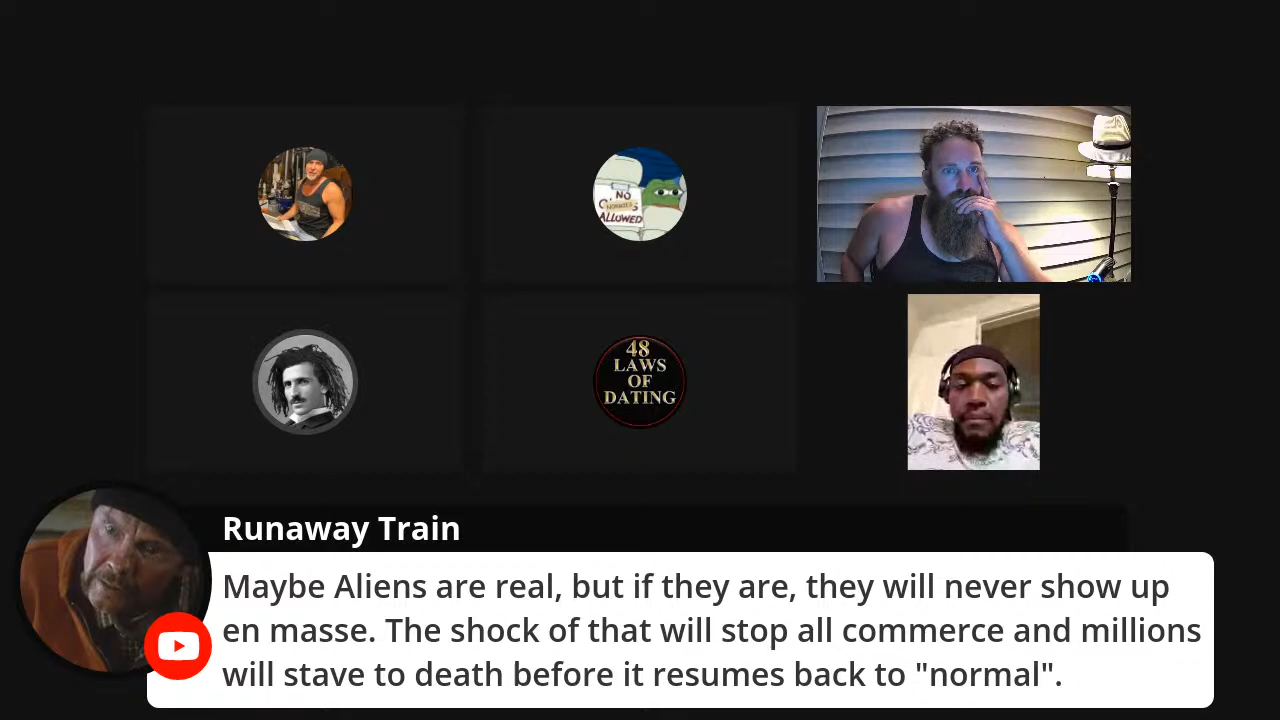 NO
NORMIES
ALLOWED
48
LAWS
OF
DATING
Runaway Train
Maybe Aliens are real, but if they are, they will never show up
en masse. The shock of that will stop all commerce and millions
will stave to death before it resumes back to "normal".